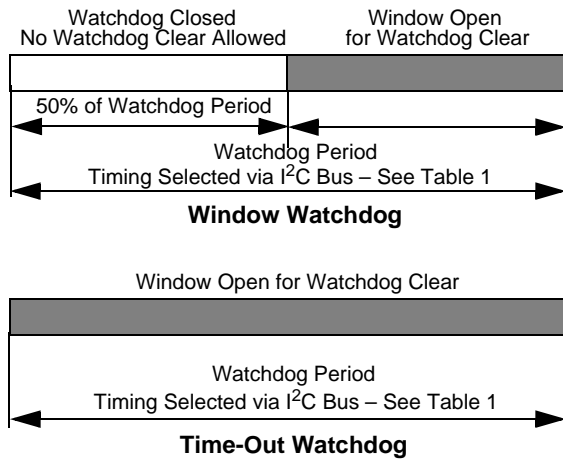 Watchdog Closed
No Watchdog Clear Allowed
Window Open
for Watchdog Clear
50% of Watchdog Period
Watchdog Period
Timing Selected via I²C Bus – See Table 1
Window Watchdog
Window Open for Watchdog Clear
Watchdog Period
Timing Selected via I²C Bus – See Table 1
Time-Out Watchdog